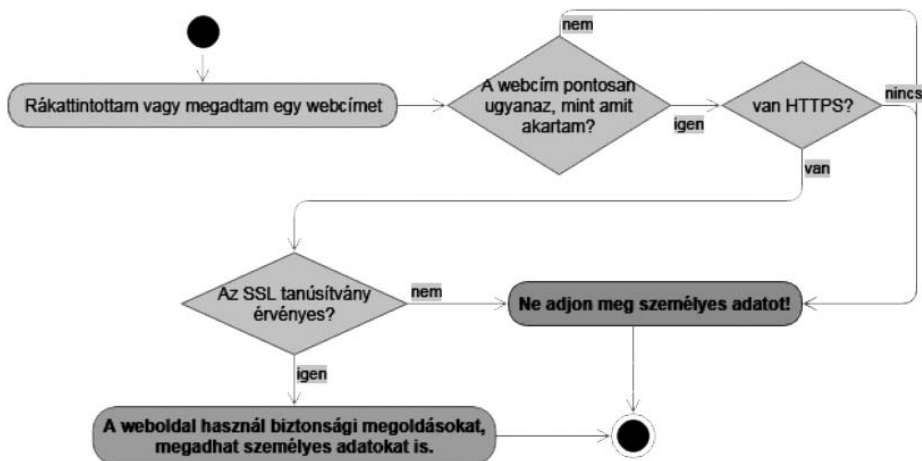 nem
Rákattintottam vagy megadtam egy webcímet
A webcím pontosan
ugyanaz, mint amit
akartam?
igen
van HTTPS?
nincs
van
Az SSL tanúsítvány
érvényes?
nem
Ne adjon meg személyes adatot!
igen
A weboldal használ biztonsági megoldásokat,
megadhat személyes adatokat is.